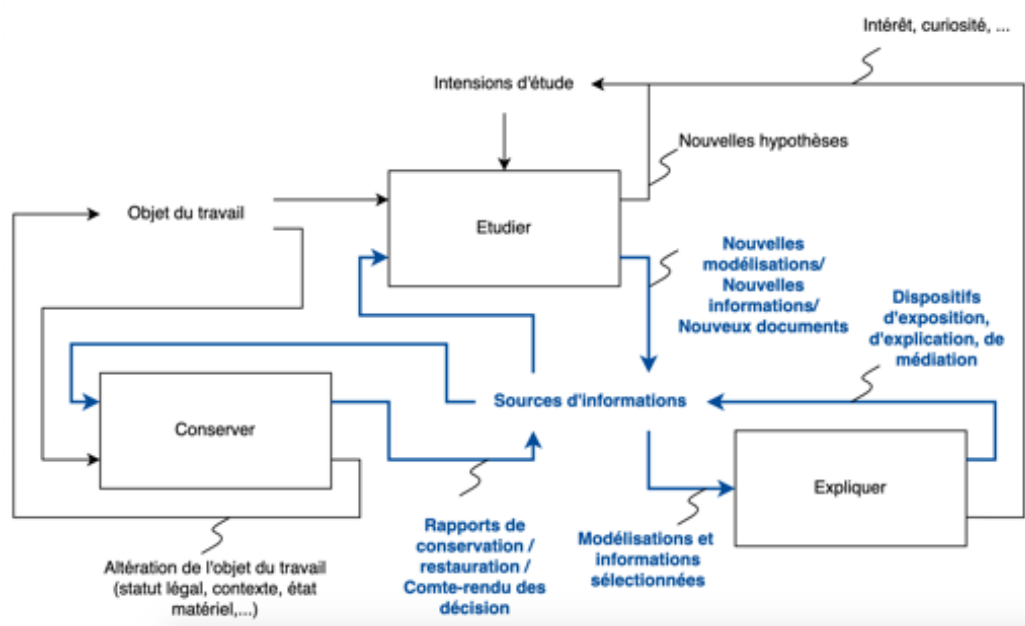 Intérêt, curiosité, ...
Intensions d'étude
Nouvelles hypothèses
Objet du travail
Etudier
Nouvelles
modélisations/
Nouvelles
informations/
Nouveux documents
Dispositifs
d'exposition,
d'explication, de
médiation
Sources d'informations
Conserver
Expliquer
Rapports de
conservation /
restauration /
Comte-rendu des
décision
Modélisations et
informations
sélectionnées
Altération de l'objet du travail
(statut légal, contexte, état
matériel,...)